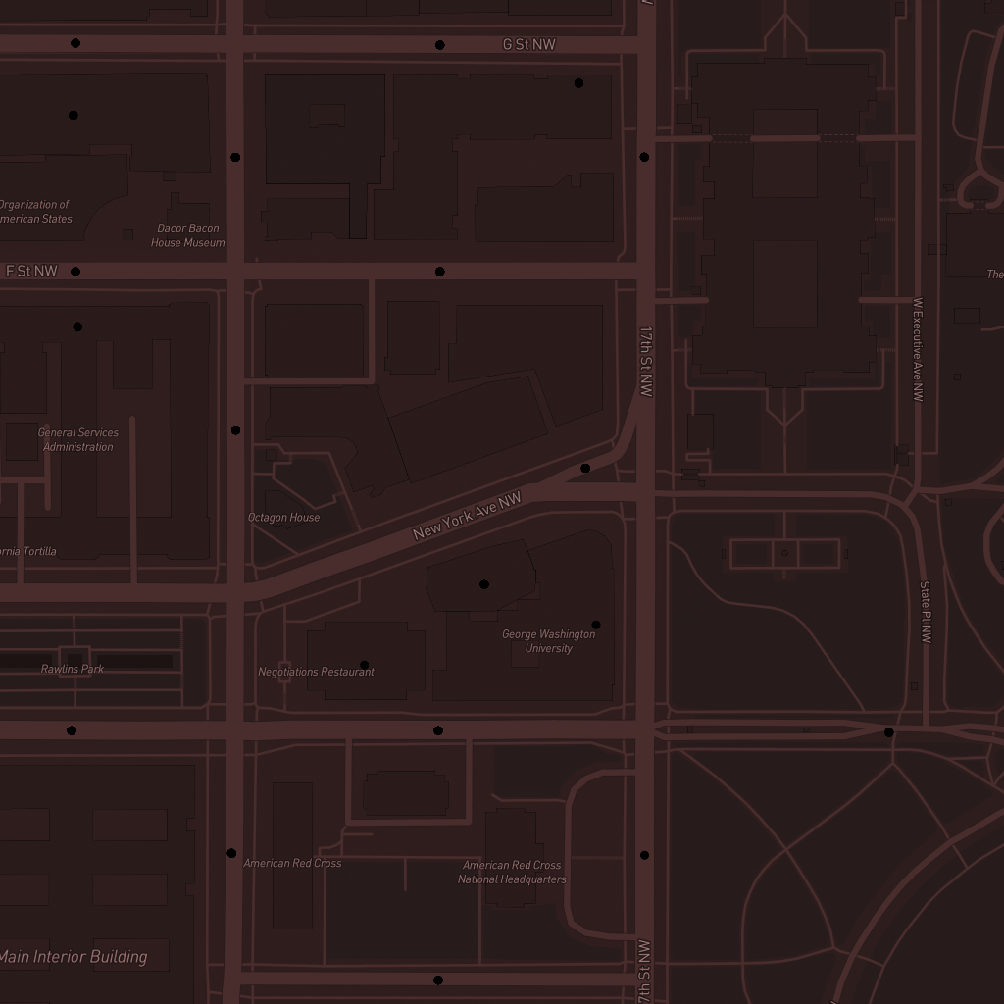 G St NW
Organization of
American States
Dacor Bacon
House Museum
F St NW
The
17th St NW
W Executive Ave NW
General Services
Administration
New York Ave NW
Octagon House
ornia Tortilla
State Pl NW
George Washington
University
Rawlins Park
Negotiations Restaurant
American Red Cross
American Red Cross
National Headquarters
Main Interior Building
7th St NW